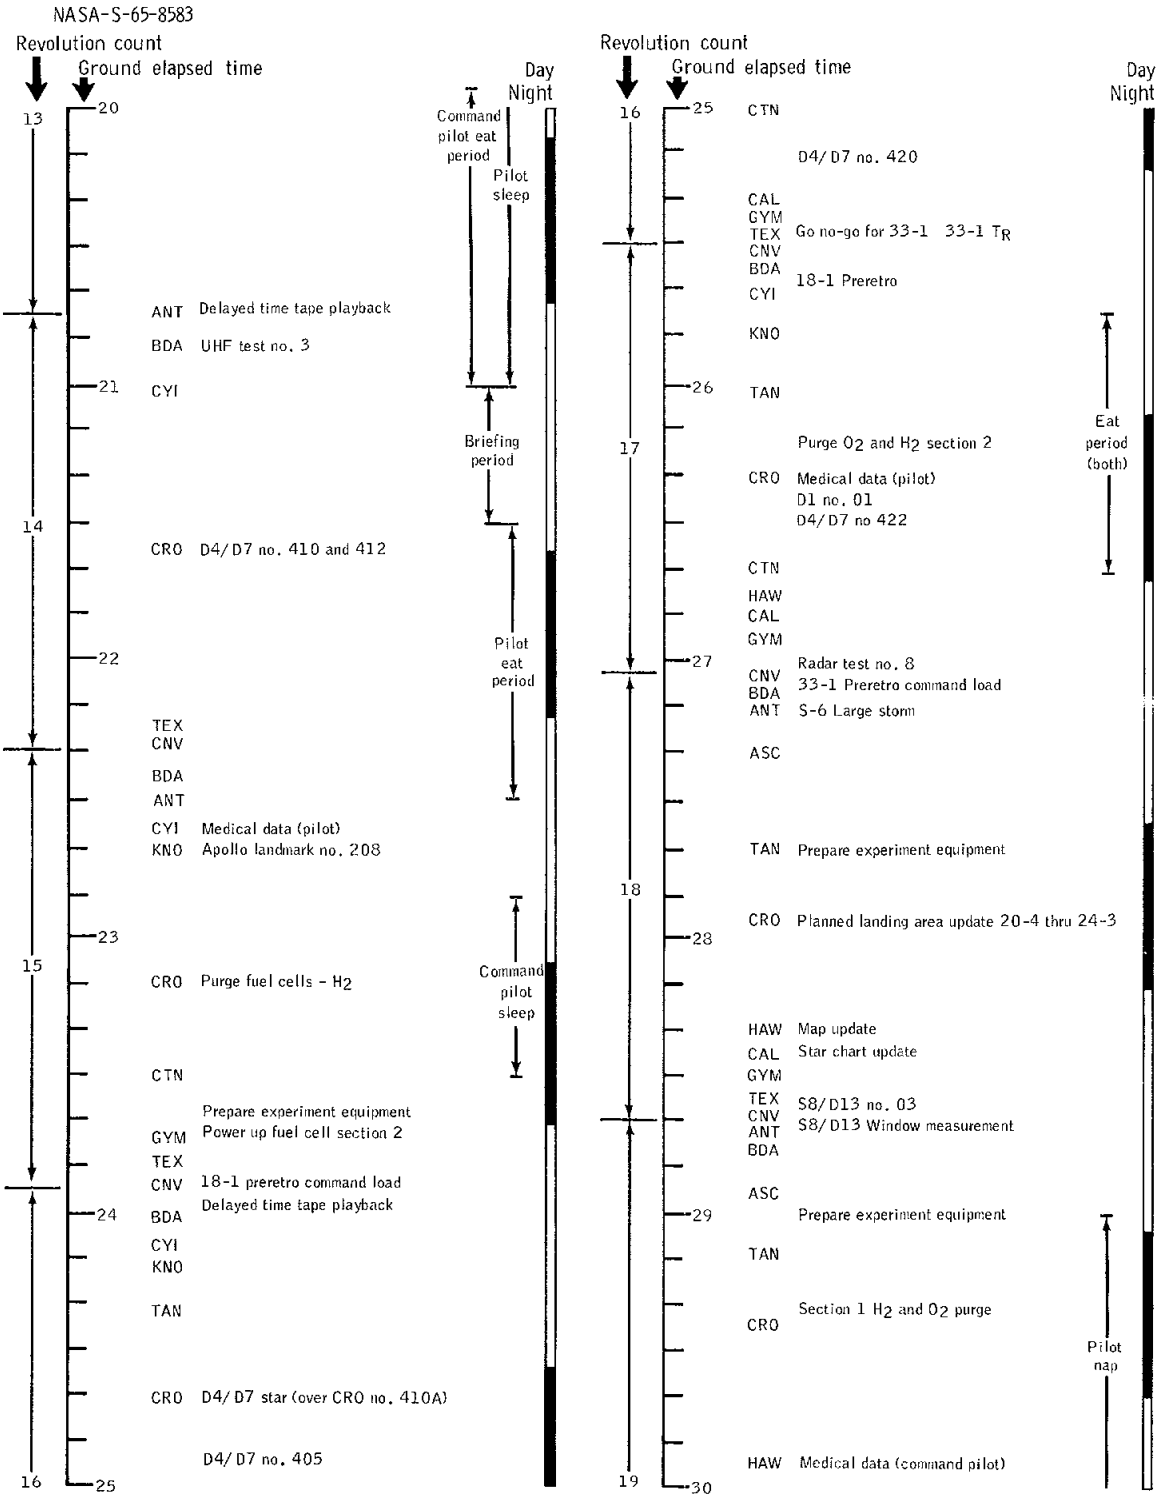 NASA-S-65-8583
Revolution count
Ground elapsed time
Day
Night
13
20
Command
pilot eat
period
Pilot
sleep
ANT Delayed time tape playback
BDA UHF test no. 3
21
CYI
Briefing
period
14
CRO D4/D7 no. 410 and 412
Pilot
eat
period
22
TEX
CNV
BDA
ANT
CYI Medical data (pilot)
KNO Apollo landmark no. 208
23
15
Command
pilot
sleep
CRO Purge fuel cells - H2
CTN
Prepare experiment equipment
GYM Power up fuel cell section 2
TEX
CNV 18-1 preretro command load
Delayed time tape playback
24
BDA
CYI
KNO
TAN
CRO D4/D7 star (over CRO no. 410A)
D4/D7 no. 405
16
25
Revolution count
Ground elapsed time
Day
Night
16
25
CTN
D4/D7 no. 420
CAL
GYM
TEX Go no-go for 33-1 33-1 TR
CNV
BDA
18-1 Preretro
CYI
KNO
26
TAN
Eat
period
(both)
17
Purge O2 and H2 section 2
CRO Medical data (pilot)
D1 no. 01
D4/D7 no 422
CTN
HAW
CAL
GYM
27
Radar test no. 8
CNV
BDA 33-1 Preretro command load
ANT S-6 Large storm
ASC
TAN Prepare experiment equipment
18
CRO Planned landing area update 20-4 thru 24-3
28
HAW Map update
CAL Star chart update
GYM
TEX S8/D13 no. 03
CNV
ANT S8/D13 Window measurement
BDA
ASC
29
Prepare experiment equipment
TAN
Section 1 H2 and O2 purge
CRO
Pilot
nap
HAW Medical data (command pilot)
19
30